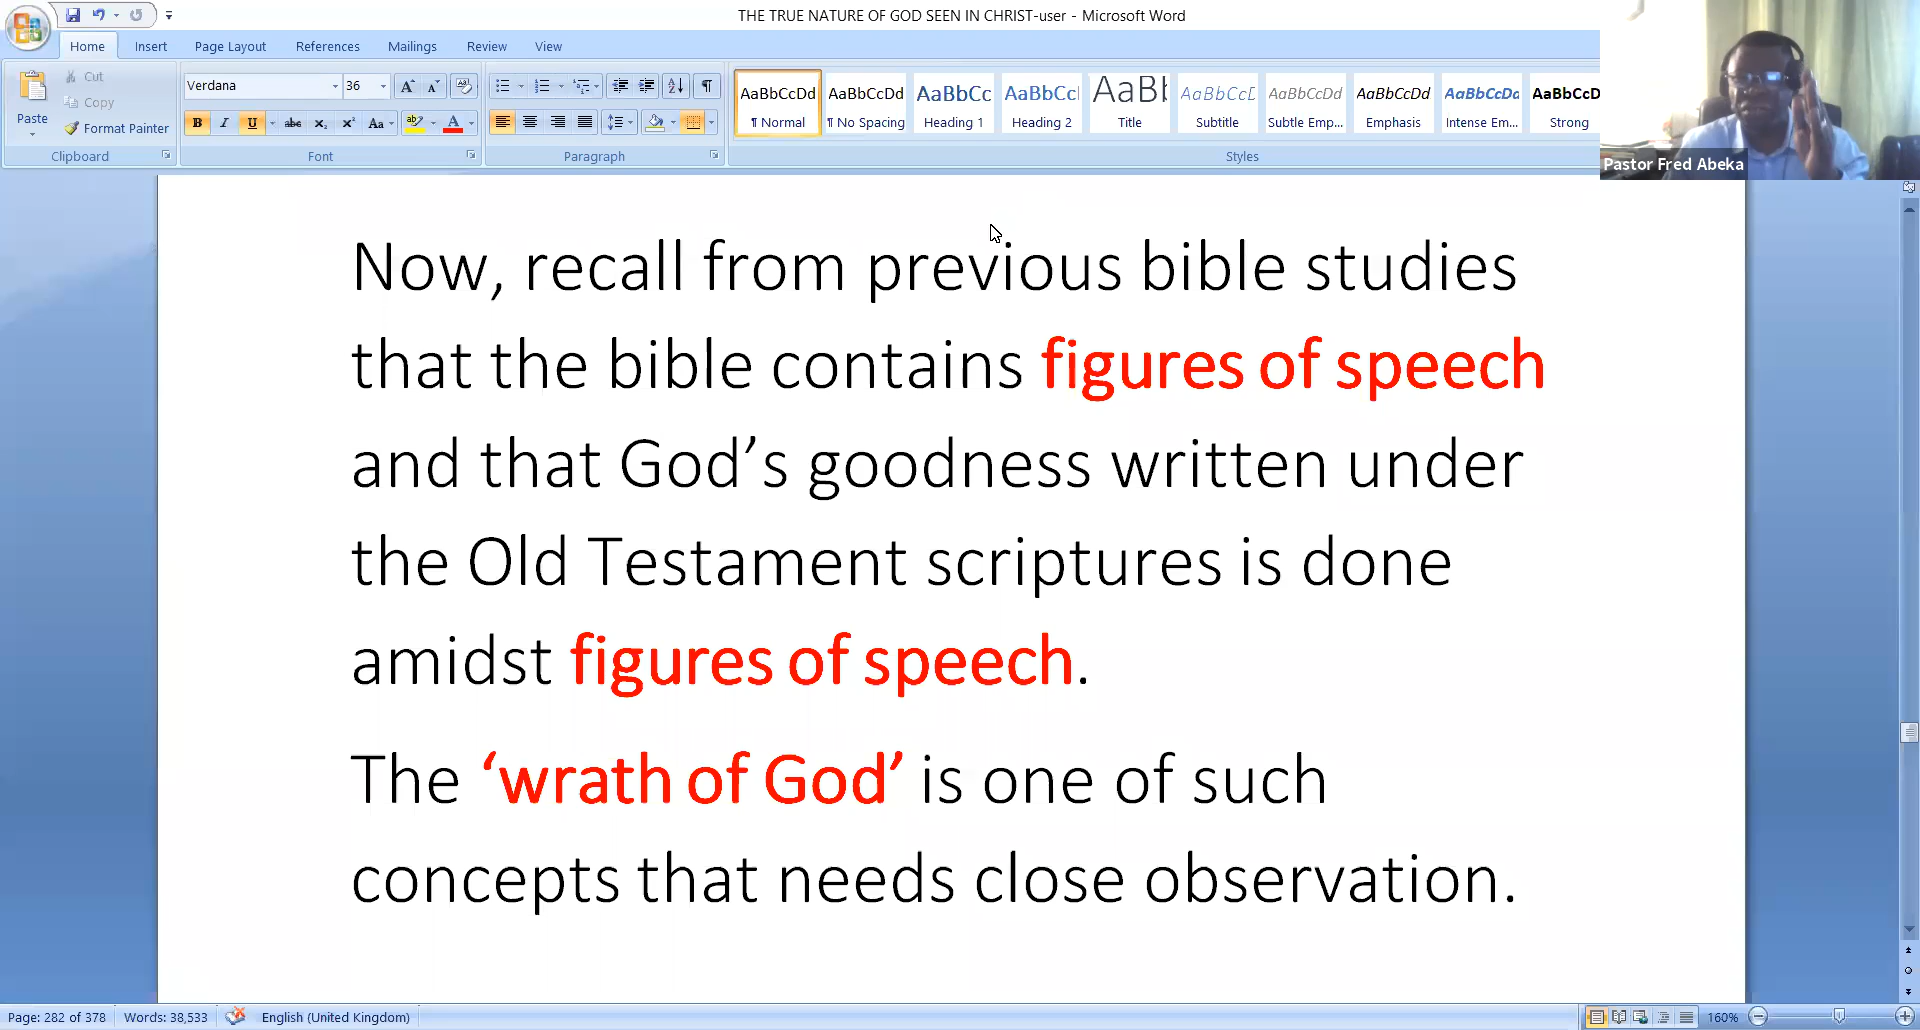 THE TRUE NATURE OF GOD SEEN IN CHRIST-user - Microsoft Word
Home Insert Page Layout References Mailings Review View
Paste
Cut
Copy
Format Painter
Clipboard
Verdana 36
B I U abc x₂ x² Aa ab A
Font
Paragraph
AaBbCcDd AaBbCcDd AaBbCc AaBbCc AaBb AaBbCcD AaBbCcDd AaBbCcDd AaBbCcDd AaBbCcD
¶ Normal ¶ No Spacing Heading 1 Heading 2 Title Subtitle Subtle Emp... Emphasis Intense Em... Strong
Styles
Pastor Fred Abeka
Now, recall from previous bible studies
that the bible contains figures of speech
and that God’s goodness written under
the Old Testament scriptures is done
amidst figures of speech.
The ‘wrath of God’ is one of such
concepts that needs close observation.
Page: 282 of 378 Words: 38,533 English (United Kingdom) 160%